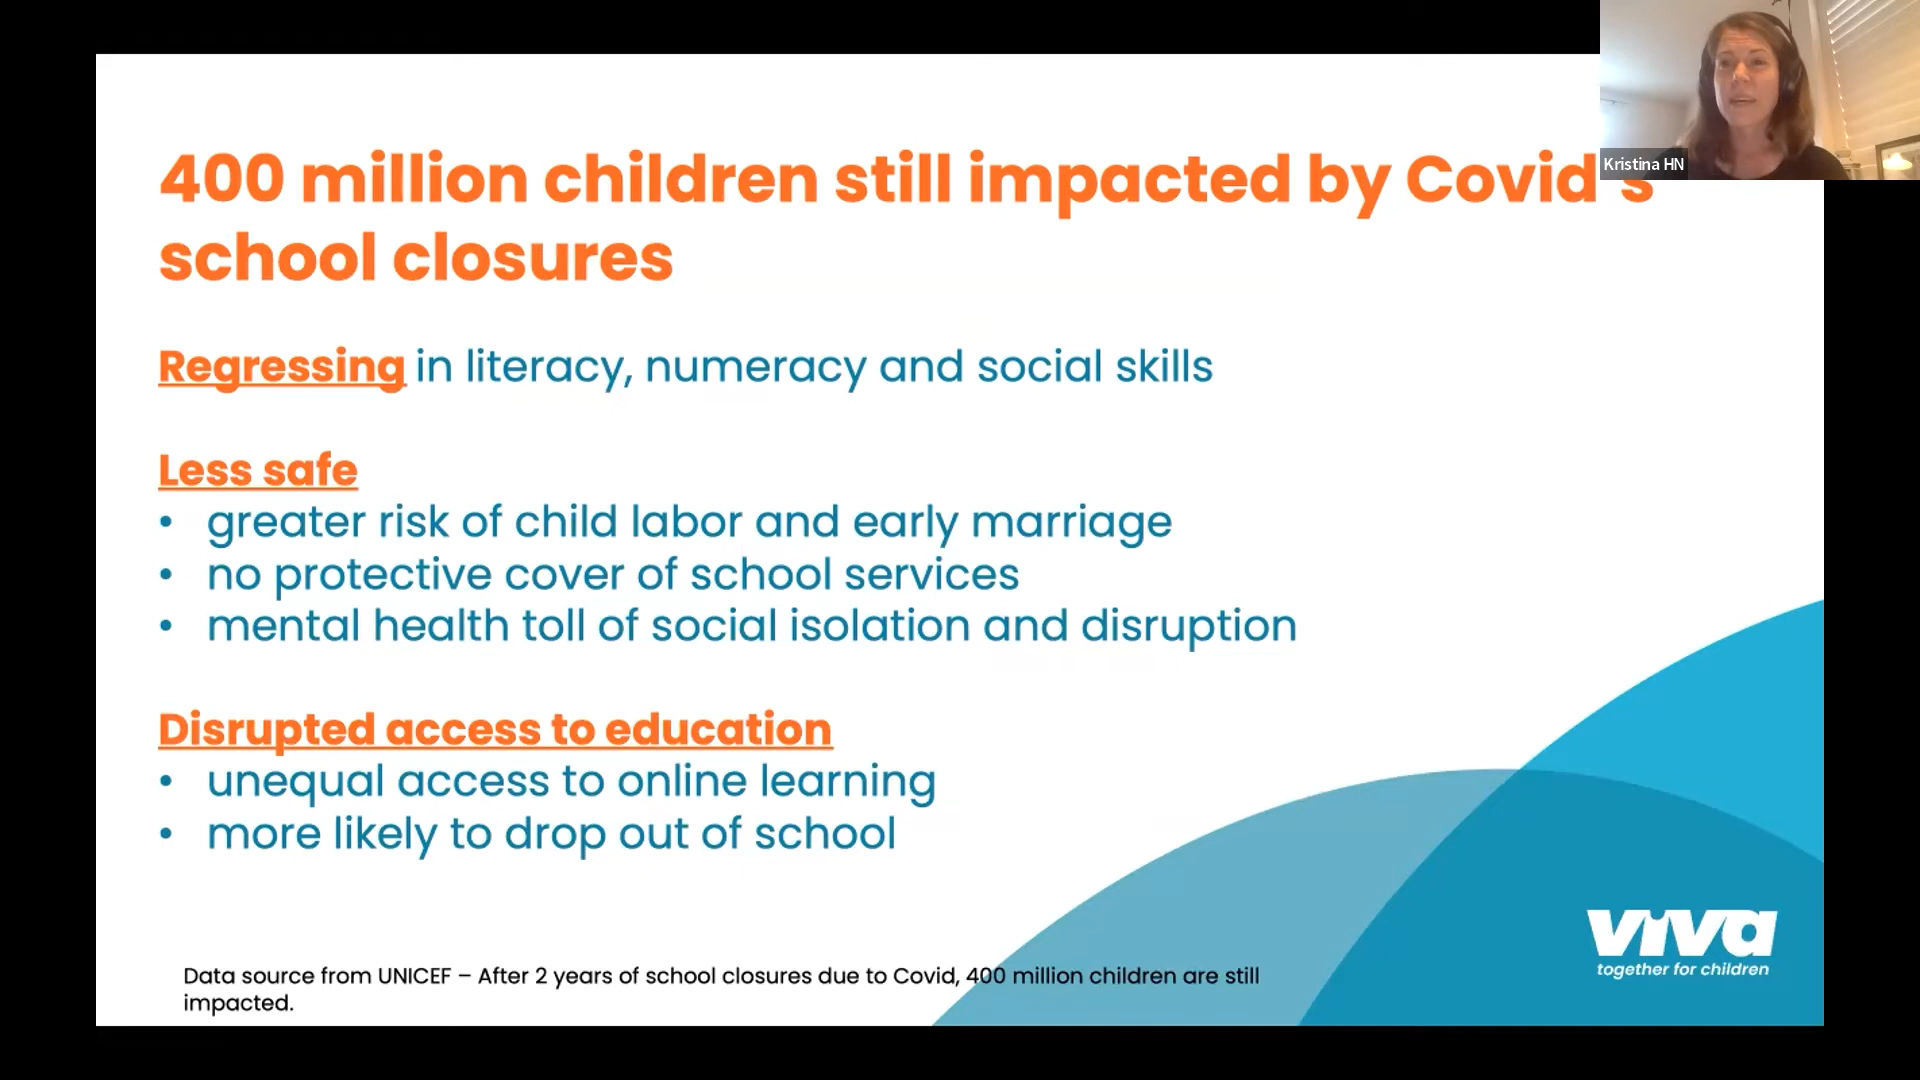 Kristina HN
400 million children still impacted by Covid's
school closures
Regressing in literacy, numeracy and social skills
Less safe
• greater risk of child labor and early marriage
• no protective cover of school services
• mental health toll of social isolation and disruption
Disrupted access to education
• unequal access to online learning
• more likely to drop out of school
Data source from UNICEF – After 2 years of school closures due to Covid, 400 million children are still
impacted.
viva
together for children